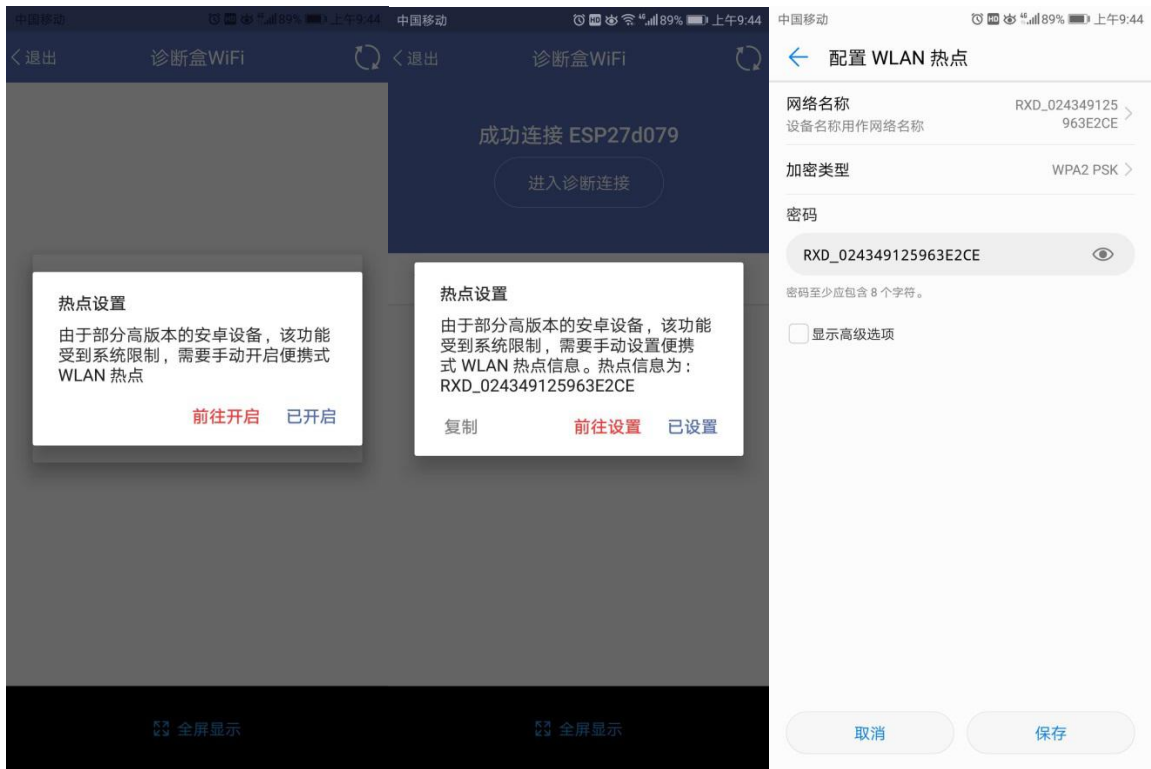 中国移动
89%
上午9:44
退出
诊断盒WiFi
热点设置
由于部分高版本的安卓设备，该功能
受到系统限制，需要手动开启便携式
WLAN 热点
前往开启
已开启
全屏显示
中国移动
HD
46
89%
上午9:44
退出
诊断盒WiFi
成功连接 ESP27d079
进入诊断连接
热点设置
由于部分高版本的安卓设备，该功能
受到系统限制，需要手动设置便携
式 WLAN 热点信息。热点信息为：
RXD_024349125963E2CE
复制
前往设置
已设置
全屏显示
中国移动
HD
46
89%
上午9:44
配置 WLAN 热点
网络名称
设备名称用作网络名称
RXD_024349125
963E2CE
加密类型
WPA2 PSK
密码
RXD_024349125963E2CE
密码至少应包含 8 个字符。
显示高级选项
取消
保存